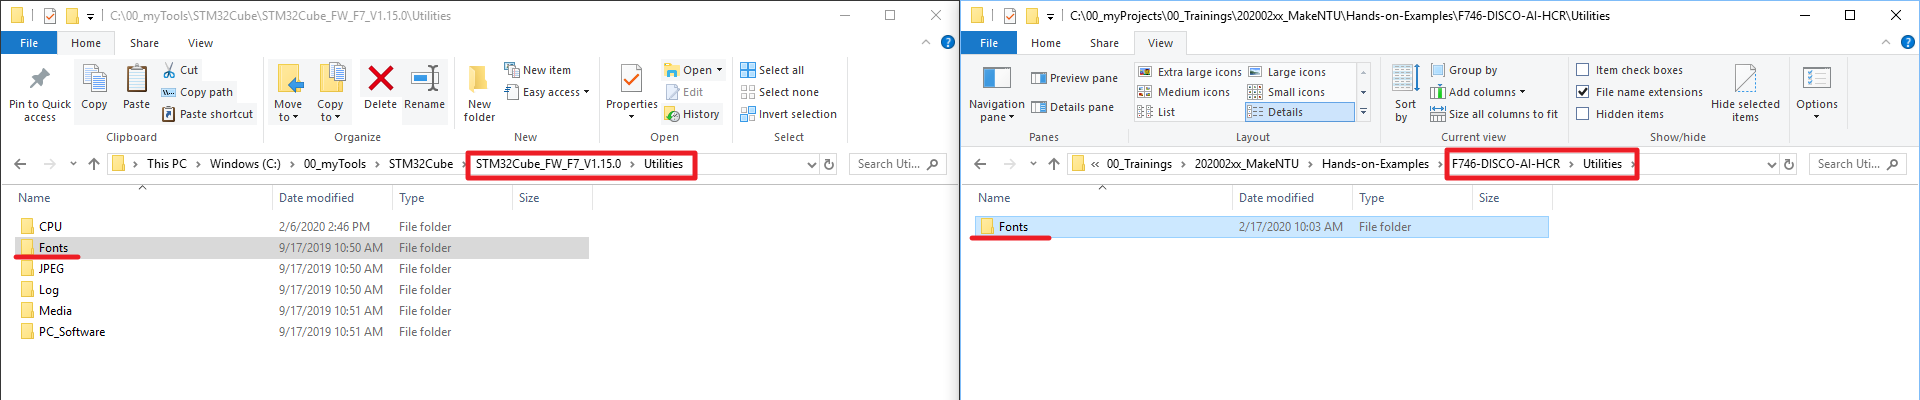 C:\00_myTools\STM32Cube\STM32Cube_FW_F7_V1.15.0\Utilities
File Home Share View
Pin to Quick access
Copy
Paste
Cut
Copy path
Paste shortcut
Clipboard
Move to
Copy to
Delete
Rename
Organize
New folder
New item
Easy access
New
Properties
Open
Edit
History
Open
Select all
Select none
Invert selection
Select
This PC > Windows (C:) > 00_myTools > STM32Cube > STM32Cube_FW_F7_V1.15.0 > Utilities
Search Uti...
Name Date modified Type Size
CPU 2/6/2020 2:46 PM File folder
Fonts 9/17/2019 10:50 AM File folder
JPEG 9/17/2019 10:50 AM File folder
Log 9/17/2019 10:50 AM File folder
Media 9/17/2019 10:51 AM File folder
PC_Software 9/17/2019 10:51 AM File folder
C:\00_myProjects\00_Trainings\202002xx_MakeNTU\Hands-on-Examples\F746-DISCO-AI-HCR\Utilities
File Home Share View
Navigation pane
Preview pane
Details pane
Panes
Extra large icons
Large icons
Medium icons
Small icons
List
Details
Layout
Sort by
Group by
Add columns
Size all columns to fit
Current view
Item check boxes
File name extensions
Hidden items
Hide selected items
Show/hide
Options
« 00_Trainings > 202002xx_MakeNTU > Hands-on-Examples > F746-DISCO-AI-HCR > Utilities >
Search Uti...
Name Date modified Type Size
Fonts 2/17/2020 10:03 AM File folder